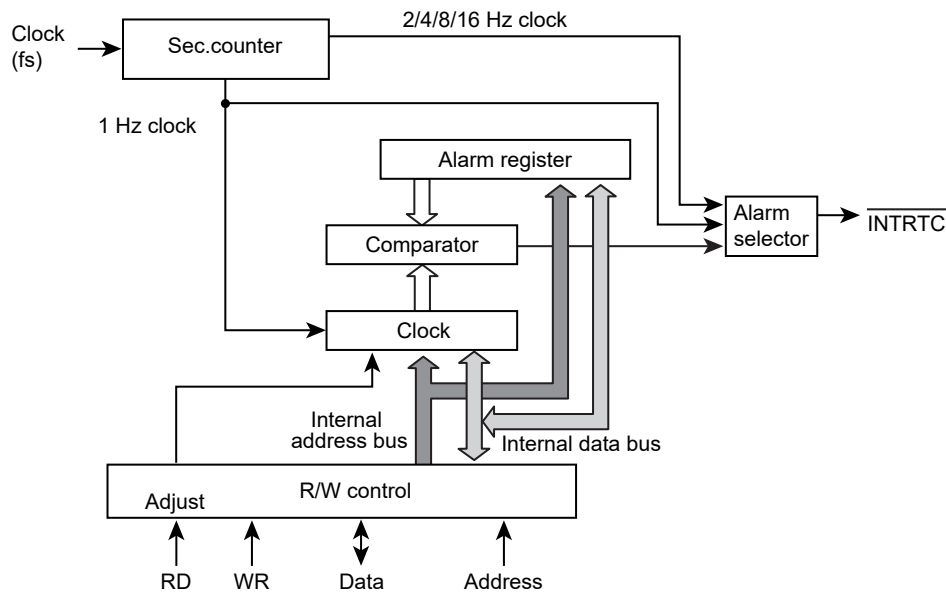 2/4/8/16 Hz clock
Clock
(fs)
Sec.counter
1 Hz clock
Alarm register
Alarm
selector
INTRTC
Comparator
Clock
Internal
address bus
Internal data bus
R/W control
Adjust
RD
WR
Data
Address